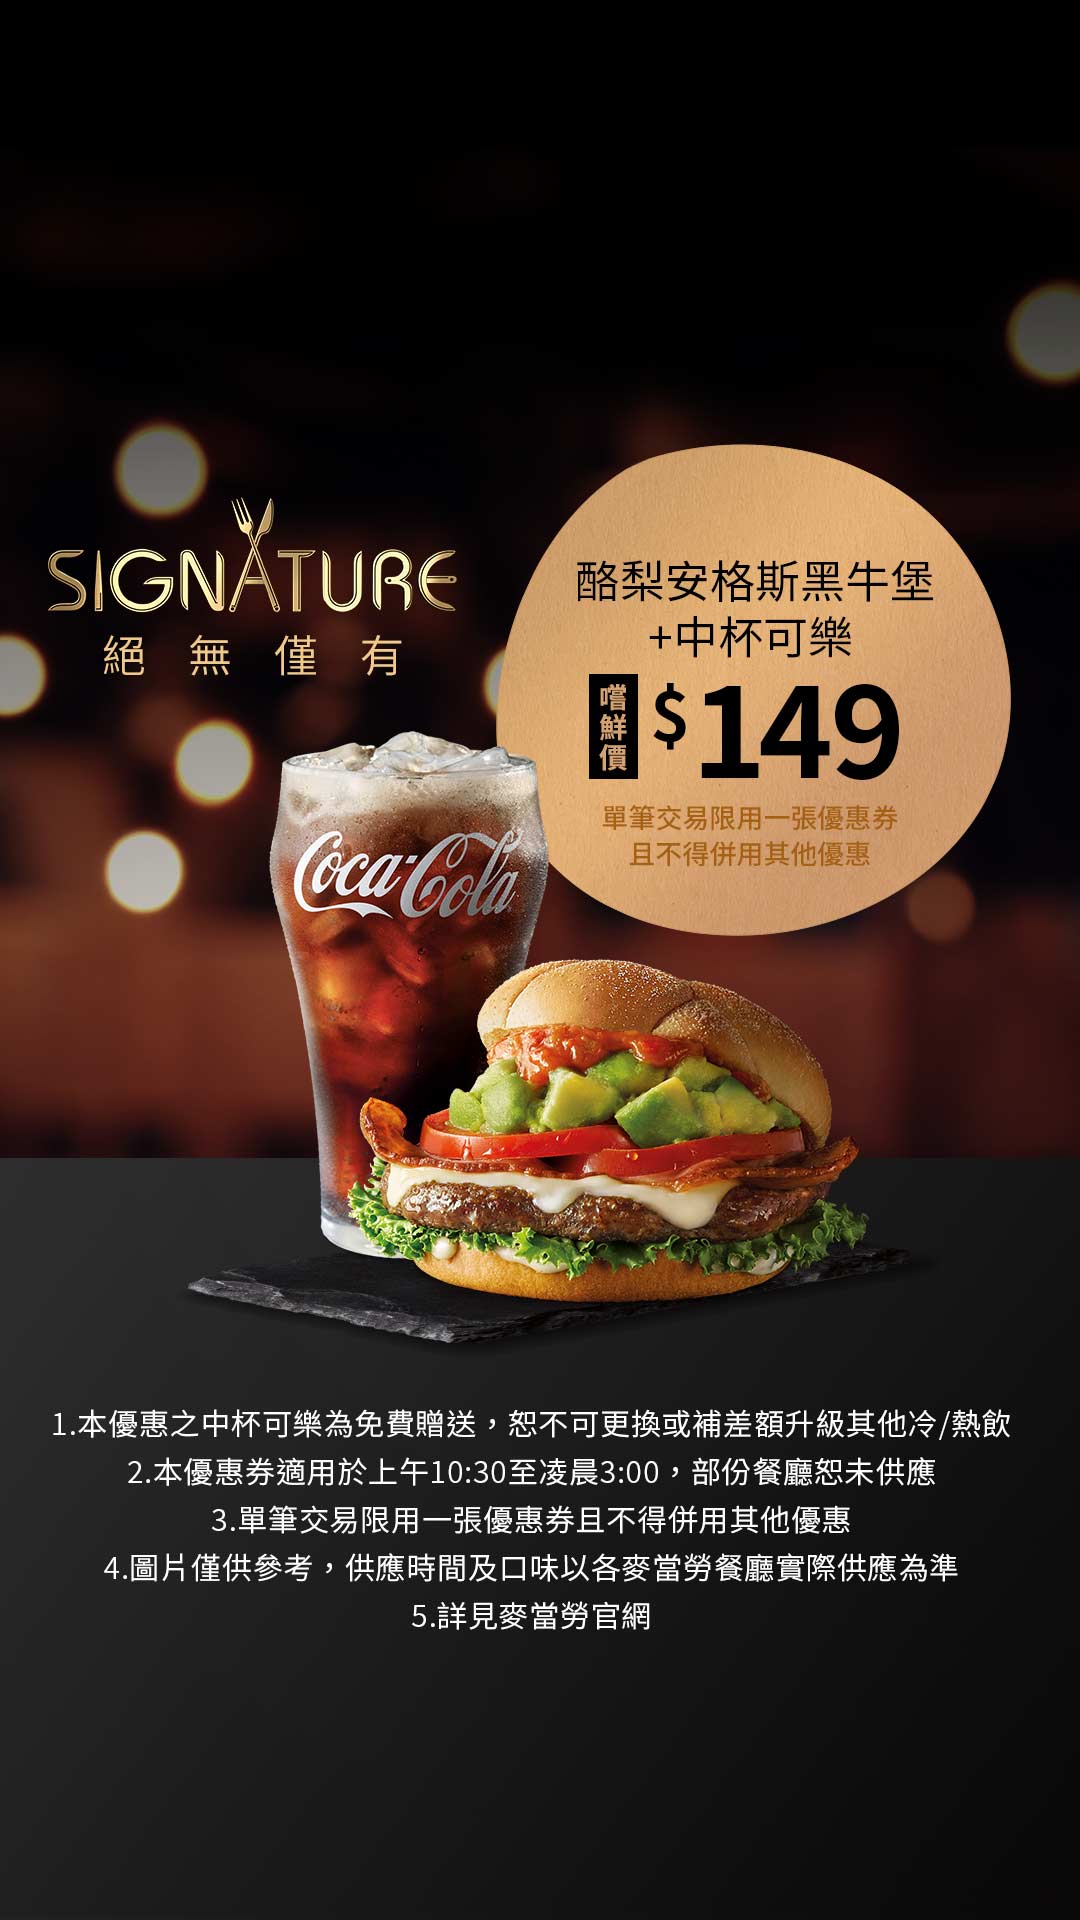 SIGNATURE
絕無僅有
酪梨安格斯黑牛堡
+中杯可樂
嚐鮮價
$149
單筆交易限用一張優惠券
且不得併用其他優惠
Coca-Cola
1.本優惠之中杯可樂為免費贈送，恕不可更換或補差額升級其他冷/熱飲
2.本優惠券適用於上午10:30至凌晨3:00，部份餐廳恕未供應
3.單筆交易限用一張優惠券且不得併用其他優惠
4.圖片僅供參考，供應時間及口味以各麥當勞餐廳實際供應為準
5.詳見麥當勞官網